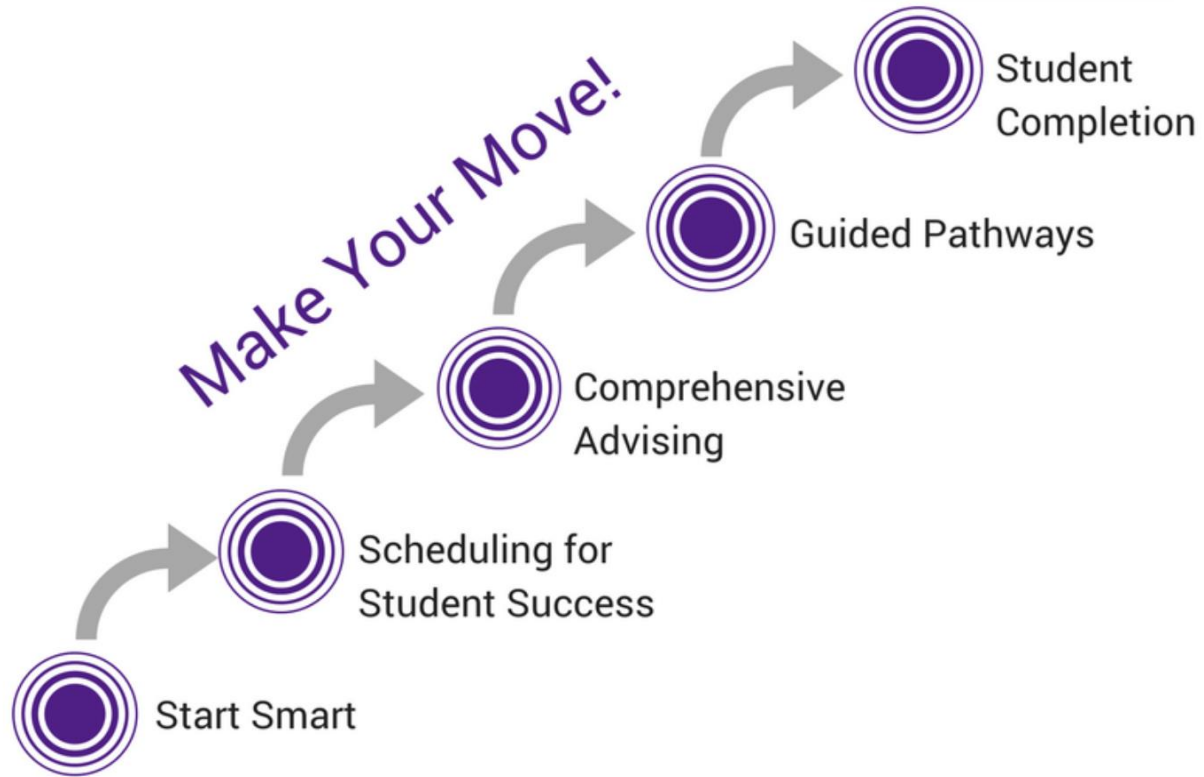 Make Your Move!
Student
Completion
Guided Pathways
Comprehensive
Advising
Scheduling for
Student Success
Start Smart